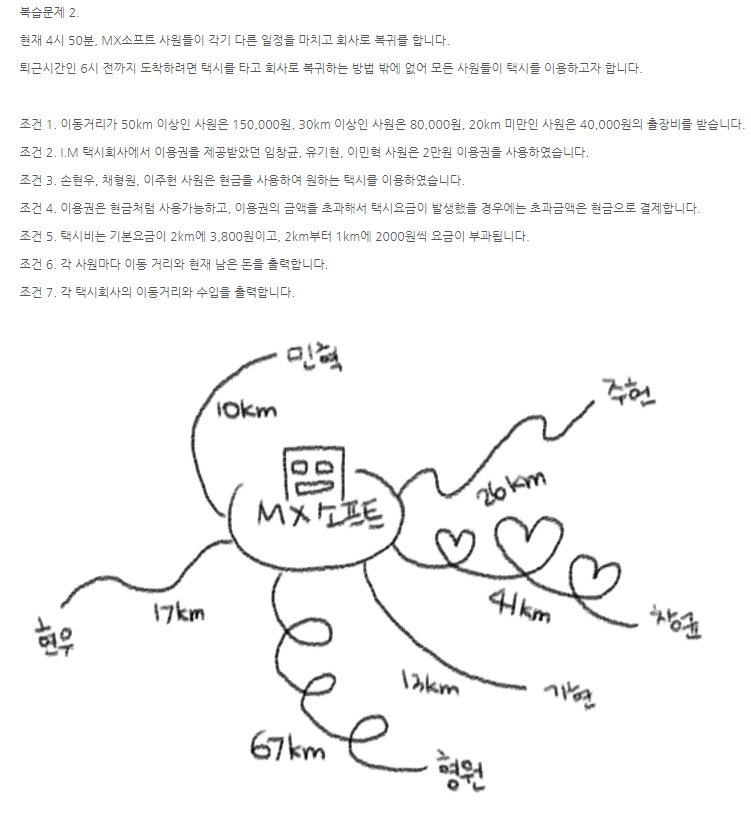 복습문제 2.
현재 4시 50분, MX소프트 사원들이 각기 다른 일정을 마치고 회사로 복귀를 합니다.
퇴근시간인 6시 전까지 도착하려면 택시를 타고 회사로 복귀하는 방법 밖에 없어 모든 사원들이 택시를 이용하고자 합니다.
조건 1. 이동거리가 50km 이상인 사원은 150,000원, 30km 이상인 사원은 80,000원, 20km 미만인 사원은 40,000원의 출장비를 받습니다.
조건 2. I.M 택시회사에서 이용권을 제공받았던 임창균, 유기현, 이민혁 사원은 2만원 이용권을 사용하였습니다.
조건 3. 손현우, 채형원, 이주헌 사원은 현금을 사용하여 원하는 택시를 이용하였습니다.
조건 4. 이용권은 현금처럼 사용가능하고, 이용권의 금액을 초과해서 택시요금이 발생했을 경우에는 초과금액은 현금으로 결제합니다.
조건 5. 택시비는 기본요금이 2km에 3,800원이고, 2km부터 1km에 2000원씩 요금이 부과됩니다.
조건 6. 각 사원마다 이동 거리와 현재 남은 돈을 출력합니다.
조건 7. 각 택시회사의 이동거리와 수입을 출력합니다.
민혁
주헌
10km
26km
MX소프트
41km
창균
17km
현우
13km
기현
67km
형원